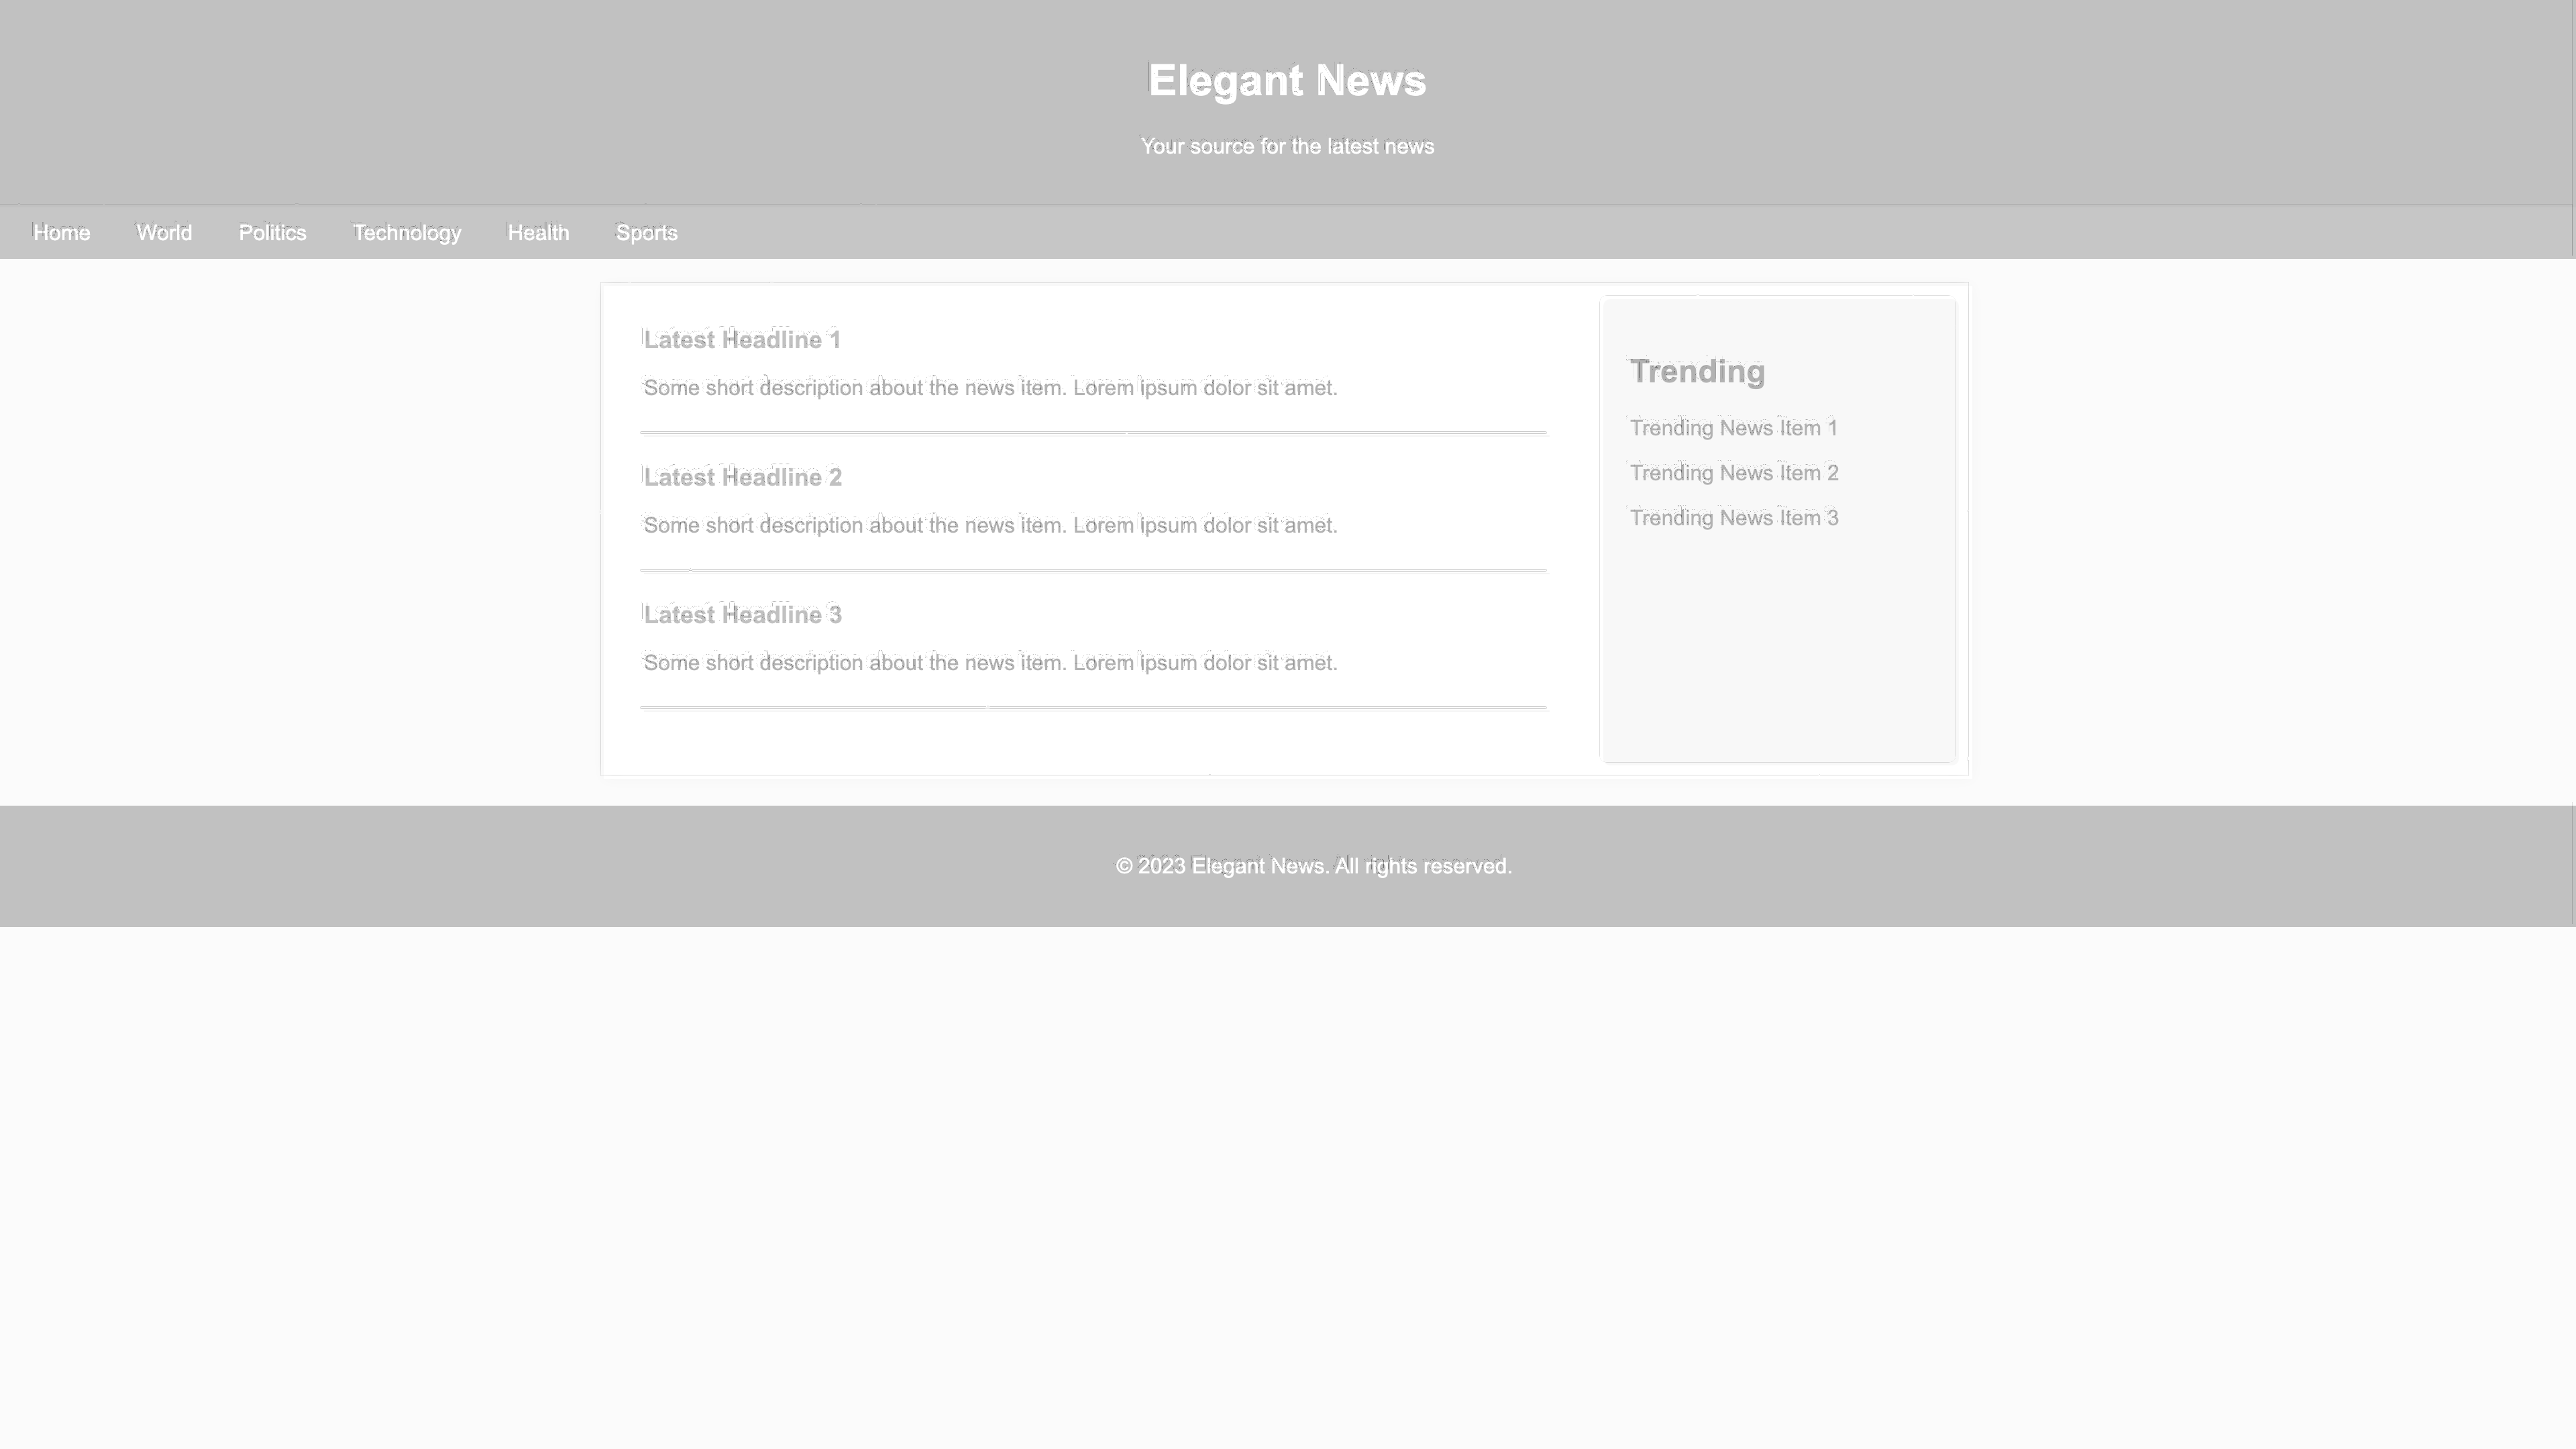 Elegant News
Your source for the latest news
Home World Politics Technology Health Sports
Latest Headline 1
Some short description about the news item. Lorem ipsum dolor sit amet.
Latest Headline 2
Some short description about the news item. Lorem ipsum dolor sit amet.
Latest Headline 3
Some short description about the news item. Lorem ipsum dolor sit amet.
Trending
Trending News Item 1
Trending News Item 2
Trending News Item 3
© 2023 Elegant News. All rights reserved.